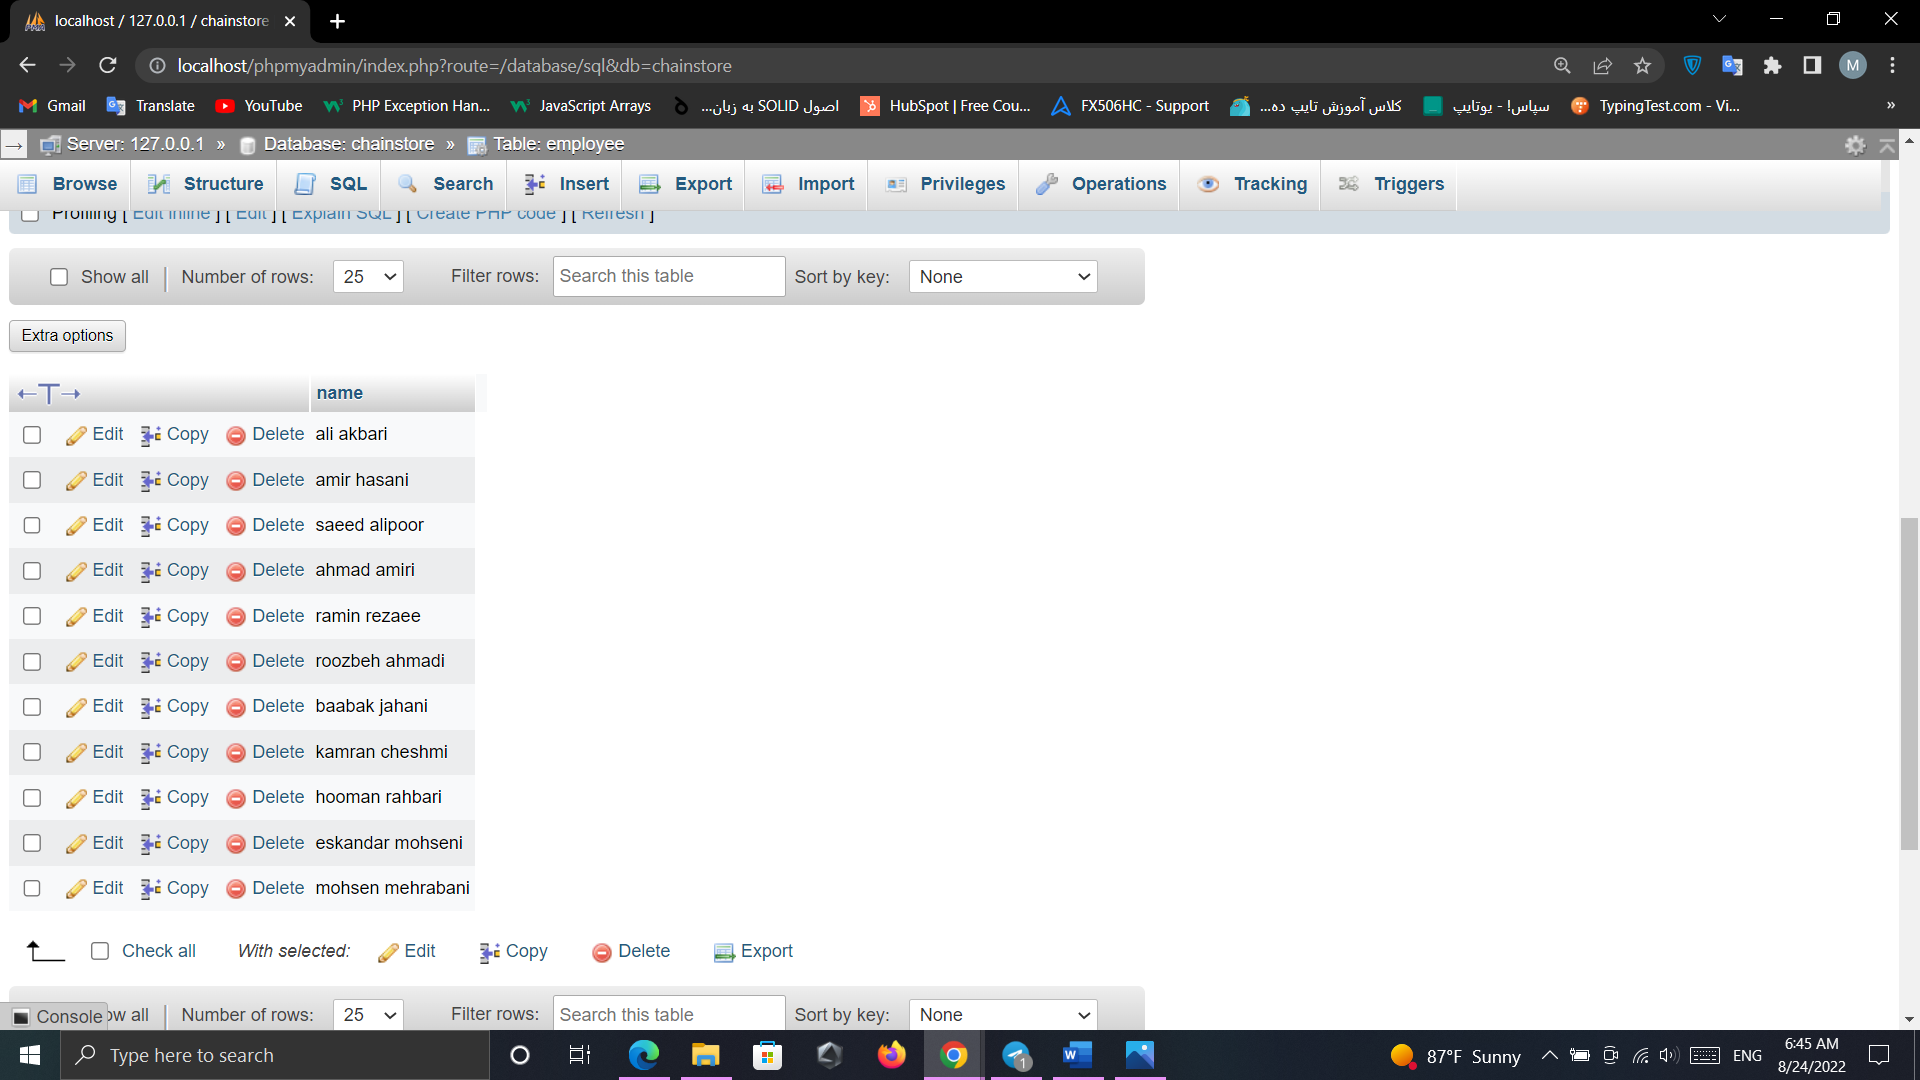 localhost / 127.0.0.1 / chainstore
localhost/phpmyadmin/index.php?route=/database/sql&db=chainstore
M
Gmail Translate YouTube PHP Exception Han... JavaScript Arrays اصول SOLID به زبان... HubSpot | Free Cou... FX506HC - Support کلاس آموزش تایپ ده... سپاس! - یوتایپ TypingTest.com - Vi... »
Server: 127.0.0.1 » Database: chainstore » Table: employee
Browse Structure SQL Search Insert Export Import Privileges Operations Tracking Triggers
Profiling [ Edit inline ] [ Edit ] [ Explain SQL ] [ Create PHP code ] [ Refresh ]
Show all | Number of rows: 25 Filter rows: Search this table Sort by key: None
Extra options
←T→ name
Edit Copy Delete ali akbari
Edit Copy Delete amir hasani
Edit Copy Delete saeed alipoor
Edit Copy Delete ahmad amiri
Edit Copy Delete ramin rezaee
Edit Copy Delete roozbeh ahmadi
Edit Copy Delete baabak jahani
Edit Copy Delete kamran cheshmi
Edit Copy Delete hooman rahbari
Edit Copy Delete eskandar mohseni
Edit Copy Delete mohsen mehrabani
Check all With selected: Edit Copy Delete Export
Console ow all | Number of rows: 25 Filter rows: Search this table Sort by key: None
Type here to search 1 87°F Sunny ENG 6:45 AM
8/24/2022